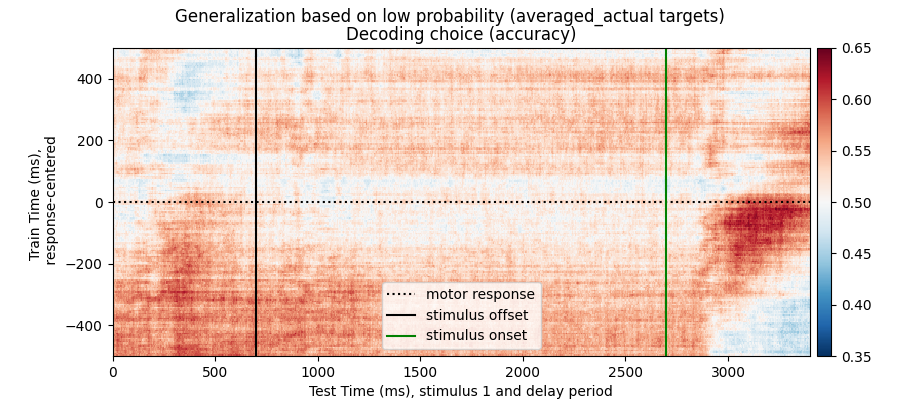 Generalization based on low probability (averaged_actual targets)
Decoding choice (accuracy)
Train Time (ms),
response-centered
400
200
0
−200
−400
motor response
stimulus offset
stimulus onset
0 500 1000 1500 2000 2500 3000
Test Time (ms), stimulus 1 and delay period
0.65
0.60
0.55
0.50
0.45
0.40
0.35